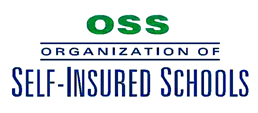 OSS
ORGANIZATION OF
SELF-INSURED SCHOOLS